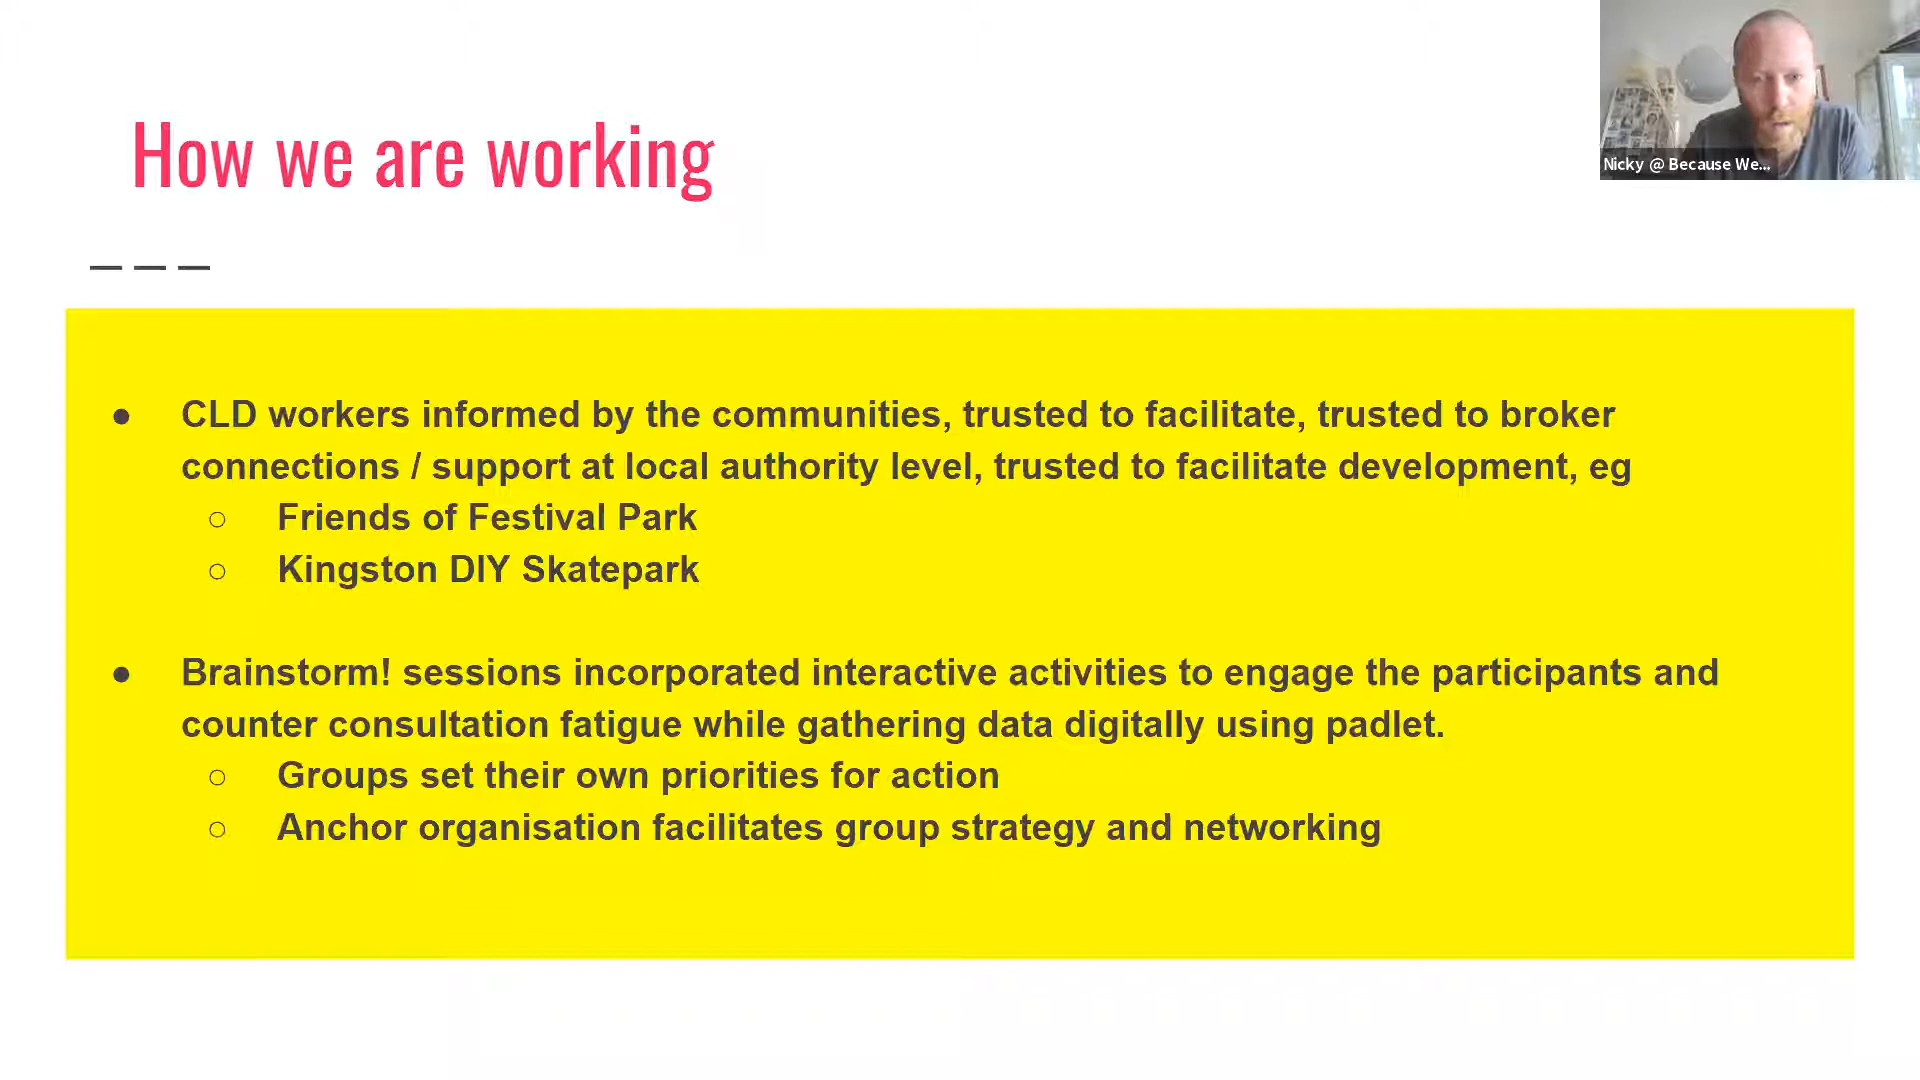 How we are working
Nicky @ Because We...
● CLD workers informed by the communities, trusted to facilitate, trusted to broker
connections / support at local authority level, trusted to facilitate development, eg
○ Friends of Festival Park
○ Kingston DIY Skatepark
● Brainstorm! sessions incorporated interactive activities to engage the participants and
counter consultation fatigue while gathering data digitally using padlet.
○ Groups set their own priorities for action
○ Anchor organisation facilitates group strategy and networking